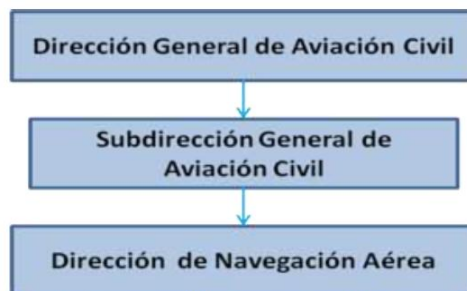 Dirección General de Aviación Civil
Subdirección General de
Aviación Civil
Dirección de Navegación Aérea